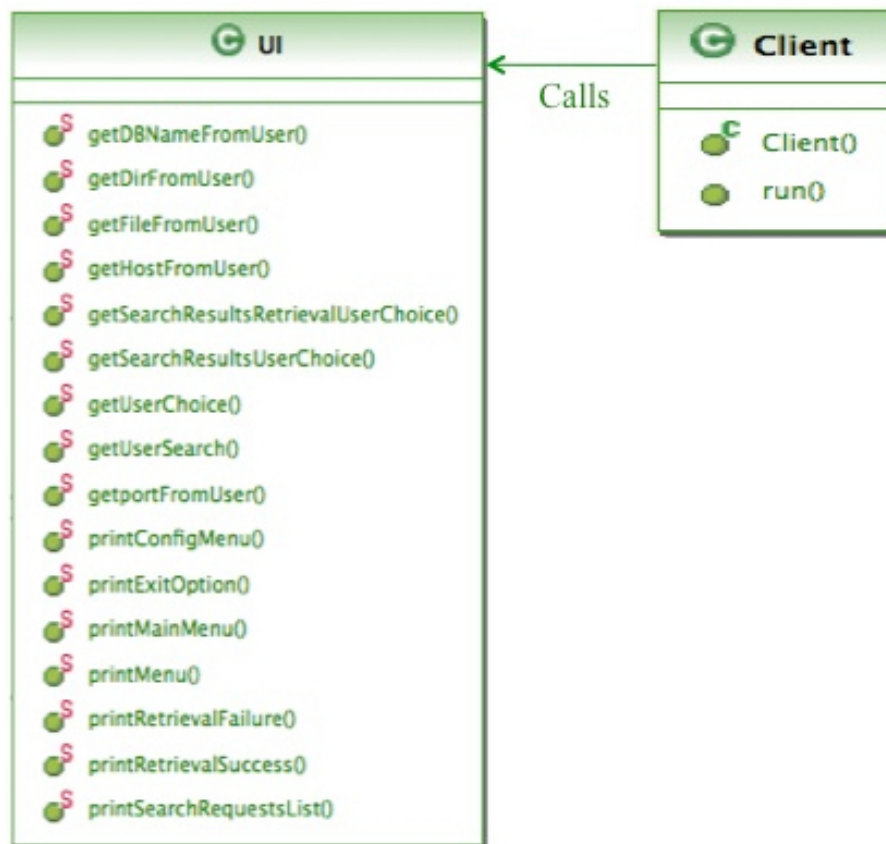 C UI
S getDBNameFromUser()
S getDirFromUser()
S getFileFromUser()
S getHostFromUser()
S getSearchResultsRetrievalUserChoice()
S getSearchResultsUserChoice()
S getUserChoice()
S getUserSearch()
S getportFromUser()
S printConfigMenu()
S printExitOption()
S printMainMenu()
S printMenu()
S printRetrievalFailure()
S printRetrievalSuccess()
S printSearchRequestsList()
Calls
C Client
C Client()
run()